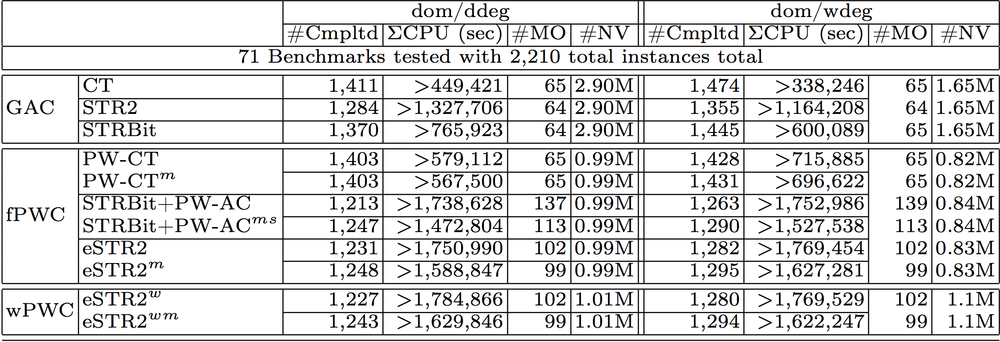 dom/ddeg dom/wdeg
#Cmpltd ΣCPU (sec) #MO #NV #Cmpltd ΣCPU (sec) #MO #NV
71 Benchmarks tested with 2,210 total instances total
CT 1,411 >449,421 65 2.90M 1,474 >338,246 65 1.65M
GAC STR2 1,284 >1,327,706 64 2.90M 1,355 >1,164,208 64 1.65M
STRBit 1,370 >765,923 64 2.90M 1,445 >600,089 65 1.65M
PW-CT 1,403 >579,112 65 0.99M 1,428 >715,885 65 0.82M
PW-CT^m 1,403 >567,500 65 0.99M 1,431 >696,622 65 0.82M
STRBit+PW-AC 1,213 >1,738,628 137 0.99M 1,263 >1,752,986 139 0.84M
fPWC STRBit+PW-AC^ms 1,247 >1,472,804 113 0.99M 1,290 >1,527,538 113 0.84M
eSTR2 1,231 >1,750,990 102 0.99M 1,282 >1,769,454 102 0.83M
eSTR2^m 1,248 >1,588,847 99 0.99M 1,295 >1,627,281 99 0.83M
wPWC eSTR2^w 1,227 >1,784,866 102 1.01M 1,280 >1,769,529 102 1.1M
eSTR2^wm 1,243 >1,629,846 99 1.01M 1,294 >1,622,247 99 1.1M